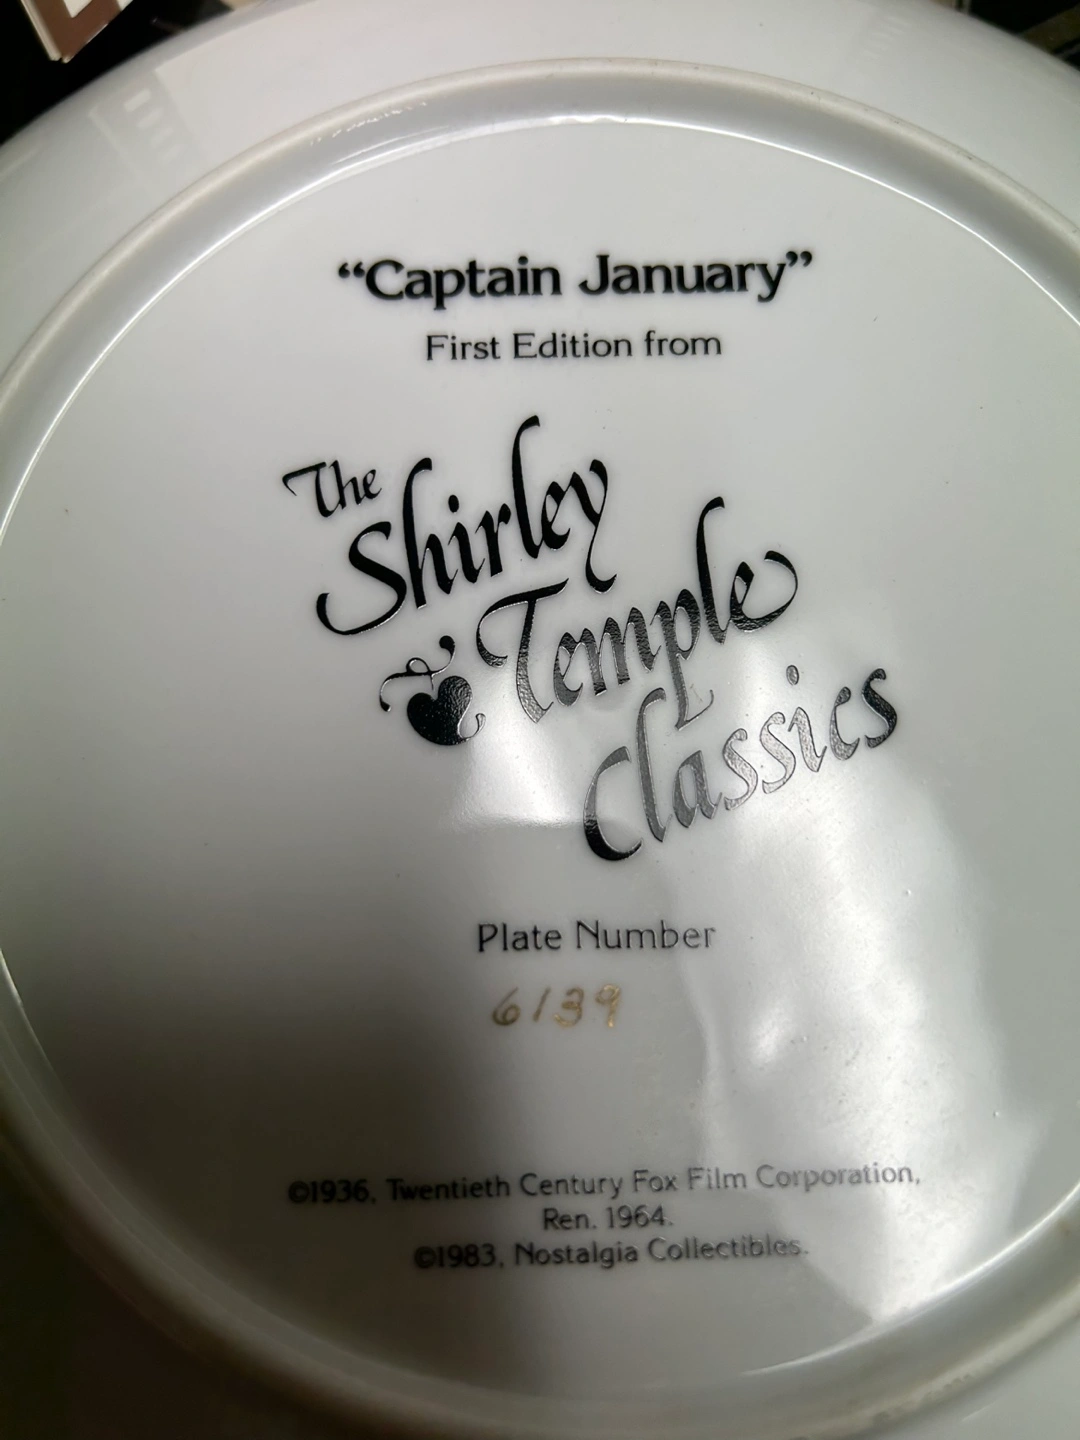 “Captain January”
First Edition from
The
Shirley
Temple
Classics
Plate Number
6139
©1936, Twentieth Century Fox Film Corporation,
Ren. 1964.
©1983, Nostalgia Collectibles.